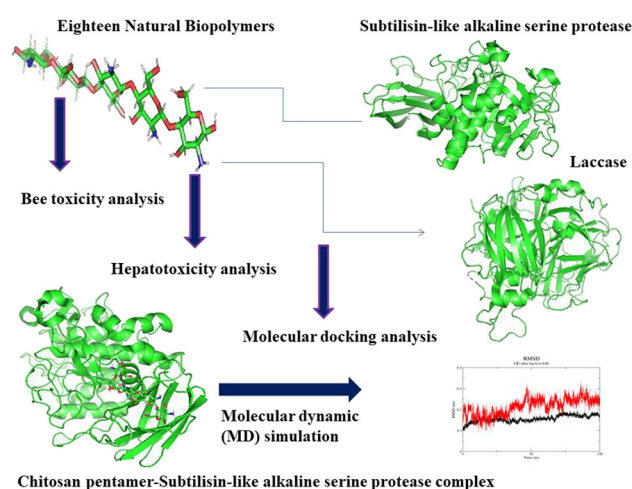 Eighteen Natural Biopolymers
Subtilisin-like alkaline serine protease
Laccase
Bee toxicity analysis
Hepatotoxicity analysis
Molecular docking analysis
RMSD
Molecular dynamic
(MD) simulation
Chitosan pentamer-Subtilisin-like alkaline serine protease complex